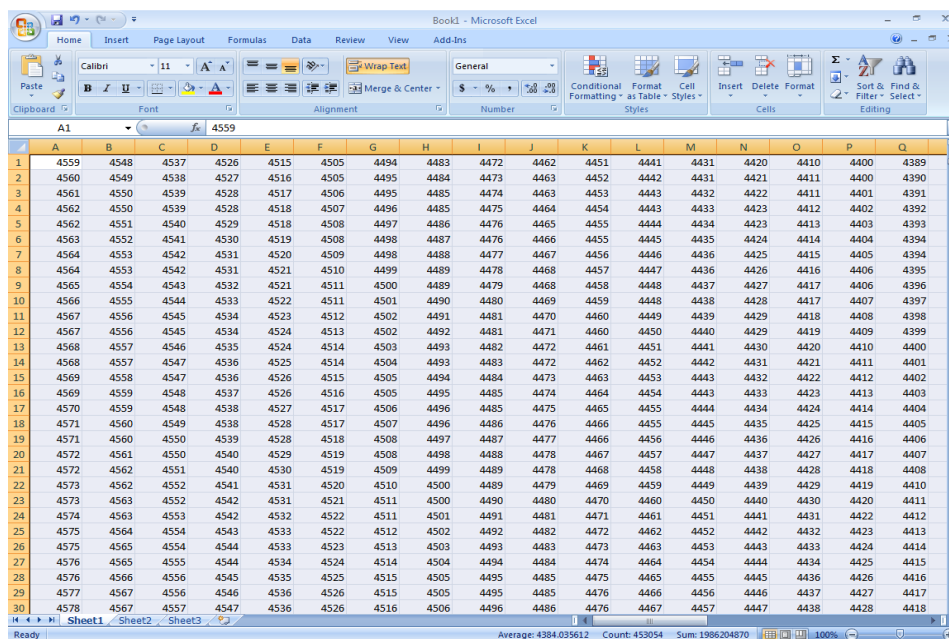 Book1 - Microsoft Excel
Home Insert Page Layout Formulas Data Review View Add-Ins
Calibri 11 A A Wrap Text General
Paste B I U A Merge & Center $ % , .0 .00 .00 .0 Conditional Formatting Format as Table Cell Styles Insert Delete Format Σ Sort & Filter Find & Select
Clipboard Font Alignment Number Styles Cells Editing
A1 fx 4559
A B C D E F G H I J K L M N O P Q
1 4559 4548 4537 4526 4515 4505 4494 4483 4472 4462 4451 4441 4431 4420 4410 4400 4389
2 4560 4549 4538 4527 4516 4505 4495 4484 4473 4463 4452 4442 4431 4421 4411 4400 4390
3 4561 4550 4539 4528 4517 4506 4495 4485 4474 4463 4453 4443 4432 4422 4411 4401 4391
4 4562 4550 4539 4528 4518 4507 4496 4485 4475 4464 4454 4443 4433 4423 4412 4402 4392
5 4562 4551 4540 4529 4518 4508 4497 4486 4476 4465 4455 4444 4434 4423 4413 4403 4393
6 4563 4552 4541 4530 4519 4508 4498 4487 4476 4466 4455 4445 4435 4424 4414 4404 4394
7 4564 4553 4542 4531 4520 4509 4498 4488 4477 4467 4456 4446 4436 4425 4415 4405 4394
8 4564 4553 4542 4531 4521 4510 4499 4489 4478 4468 4457 4447 4436 4426 4416 4406 4395
9 4565 4554 4543 4532 4521 4511 4500 4489 4479 4468 4458 4448 4437 4427 4417 4406 4396
10 4566 4555 4544 4533 4522 4511 4501 4490 4480 4469 4459 4448 4438 4428 4417 4407 4397
11 4567 4556 4545 4534 4523 4512 4502 4491 4481 4470 4460 4449 4439 4429 4418 4408 4398
12 4567 4556 4545 4534 4524 4513 4502 4492 4481 4471 4460 4450 4440 4429 4419 4409 4399
13 4568 4557 4546 4535 4524 4514 4503 4493 4482 4472 4461 4451 4441 4430 4420 4410 4400
14 4568 4557 4547 4536 4525 4514 4504 4493 4483 4472 4462 4452 4442 4431 4421 4411 4401
15 4569 4558 4547 4536 4526 4515 4505 4494 4484 4473 4463 4453 4443 4432 4422 4412 4402
16 4569 4559 4548 4537 4526 4516 4505 4495 4485 4474 4464 4454 4443 4433 4423 4413 4403
17 4570 4559 4548 4538 4527 4517 4506 4496 4485 4475 4465 4455 4444 4434 4424 4414 4404
18 4571 4560 4549 4538 4528 4517 4507 4496 4486 4476 4466 4455 4445 4435 4425 4415 4405
19 4571 4560 4550 4539 4528 4518 4508 4497 4487 4477 4466 4456 4446 4436 4426 4416 4406
20 4572 4561 4550 4540 4529 4519 4508 4498 4488 4478 4467 4457 4447 4437 4427 4417 4407
21 4572 4562 4551 4540 4530 4519 4509 4499 4489 4478 4468 4458 4448 4438 4428 4418 4408
22 4573 4562 4552 4541 4531 4520 4510 4500 4489 4479 4469 4459 4449 4439 4429 4419 4410
23 4573 4563 4552 4542 4531 4521 4511 4500 4490 4480 4470 4460 4450 4440 4430 4420 4411
24 4574 4563 4553 4542 4532 4522 4511 4501 4491 4481 4471 4461 4451 4441 4431 4422 4412
25 4575 4564 4554 4543 4533 4522 4512 4502 4492 4482 4472 4462 4452 4442 4432 4423 4413
26 4575 4565 4554 4544 4533 4523 4513 4503 4493 4483 4473 4463 4453 4443 4433 4424 4414
27 4576 4565 4555 4544 4534 4524 4514 4504 4494 4484 4474 4464 4454 4444 4434 4425 4415
28 4576 4566 4556 4545 4535 4525 4515 4505 4495 4485 4475 4465 4455 4445 4436 4426 4416
29 4577 4567 4556 4546 4536 4526 4515 4505 4495 4485 4476 4466 4456 4446 4437 4427 4417
30 4578 4567 4557 4547 4536 4526 4516 4506 4496 4486 4476 4467 4457 4447 4438 4428 4418
Sheet1 Sheet2 Sheet3
Ready Average: 4384.035612 Count: 453054 Sum: 1986204870 100%